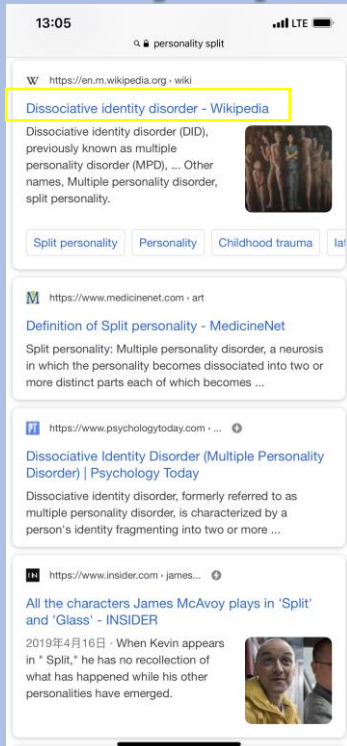 13:05
LTE
personality split
W https://en.m.wikipedia.org › wiki
Dissociative identity disorder - Wikipedia
Dissociative identity disorder (DID),
previously known as multiple
personality disorder (MPD), ... Other
names, Multiple personality disorder,
split personality.
Split personality
Personality
Childhood trauma
M https://www.medicinenet.com › art
Definition of Split personality - MedicineNet
Split personality: Multiple personality disorder, a neurosis
in which the personality becomes dissociated into two or
more distinct parts each of which becomes ...
PT https://www.psychologytoday.com › ...
Dissociative Identity Disorder (Multiple Personality
Disorder) | Psychology Today
Dissociative identity disorder, formerly referred to as
multiple personality disorder, is characterized by a
person's identity fragmenting into two or more ...
IN https://www.insider.com › james...
All the characters James McAvoy plays in 'Split'
and 'Glass' - INSIDER
2019年4月16日 · When Kevin appears
in " Split," he has no recollection of
what has happened while his other
personalities have emerged.